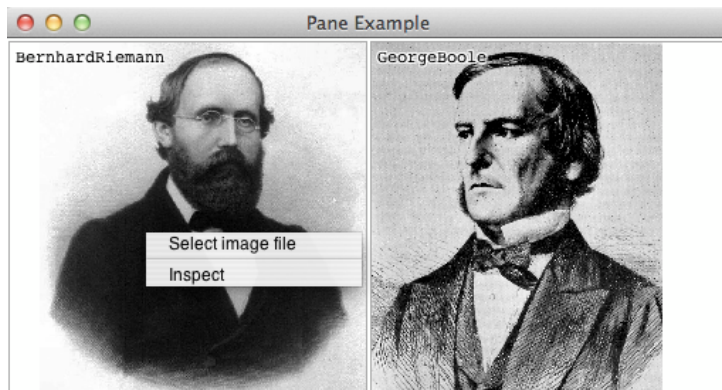 Pane Example
BernhardRiemann
GeorgeBoole
Select image file
Inspect